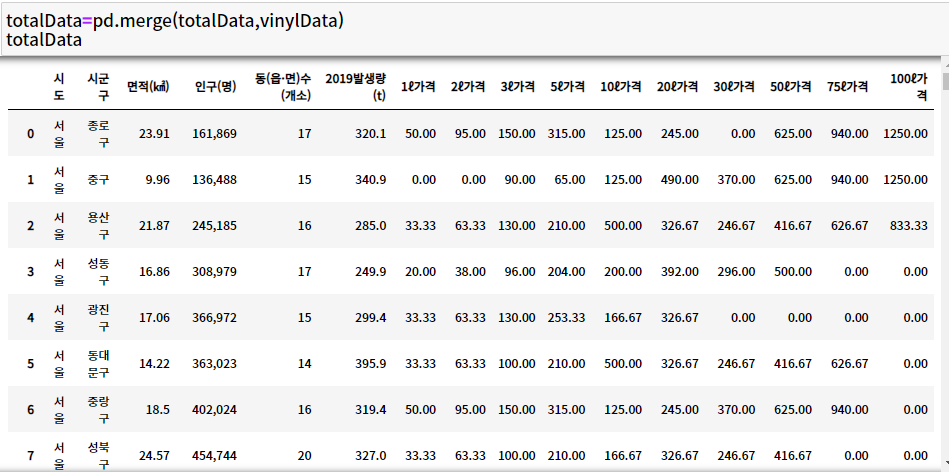 totalData=pd.merge(totalData,vinylData)
totalData
시도 시군구 면적(㎢) 인구(명) 동(읍·면)수(개소) 2019발생량(t) 1ℓ가격 2ℓ가격 3ℓ가격 5ℓ가격 10ℓ가격 20ℓ가격 30ℓ가격 50ℓ가격 75ℓ가격 100ℓ가격
0 서울 종로구 23.91 161,869 17 320.1 50.00 95.00 150.00 315.00 125.00 245.00 0.00 625.00 940.00 1250.00
1 서울 중구 9.96 136,488 15 340.9 0.00 0.00 90.00 65.00 125.00 490.00 370.00 625.00 940.00 1250.00
2 서울 용산구 21.87 245,185 16 285.0 33.33 63.33 130.00 210.00 500.00 326.67 246.67 416.67 626.67 833.33
3 서울 성동구 16.86 308,979 17 249.9 20.00 38.00 96.00 204.00 200.00 392.00 296.00 500.00 0.00 0.00
4 서울 광진구 17.06 366,972 15 299.4 33.33 63.33 130.00 253.33 166.67 326.67 0.00 0.00 0.00 0.00
5 서울 동대문구 14.22 363,023 14 395.9 33.33 63.33 100.00 210.00 500.00 326.67 246.67 416.67 626.67 0.00
6 서울 중랑구 18.5 402,024 16 319.4 50.00 95.00 150.00 315.00 125.00 245.00 370.00 625.00 940.00 0.00
7 서울 성북구 24.57 454,744 20 327.0 33.33 63.33 100.00 210.00 166.67 326.67 246.67 416.67 0.00 0.00